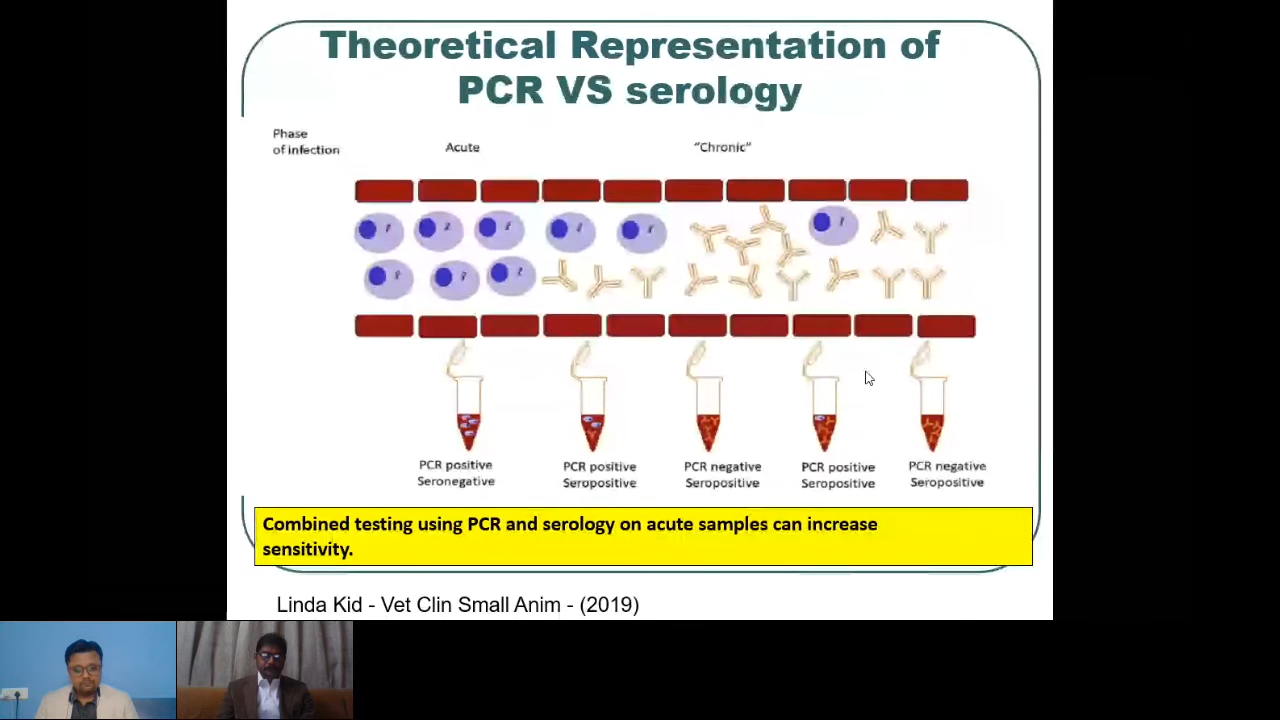 Theoretical Representation of
PCR VS serology
Phase
of infection
Acute
"Chronic"
PCR positive
Seronegative
PCR positive
Seropositive
PCR negative
Seropositive
PCR positive
Seropositive
PCR negative
Seropositive
Combined testing using PCR and serology on acute samples can increase
sensitivity.
Linda Kid - Vet Clin Small Anim - (2019)